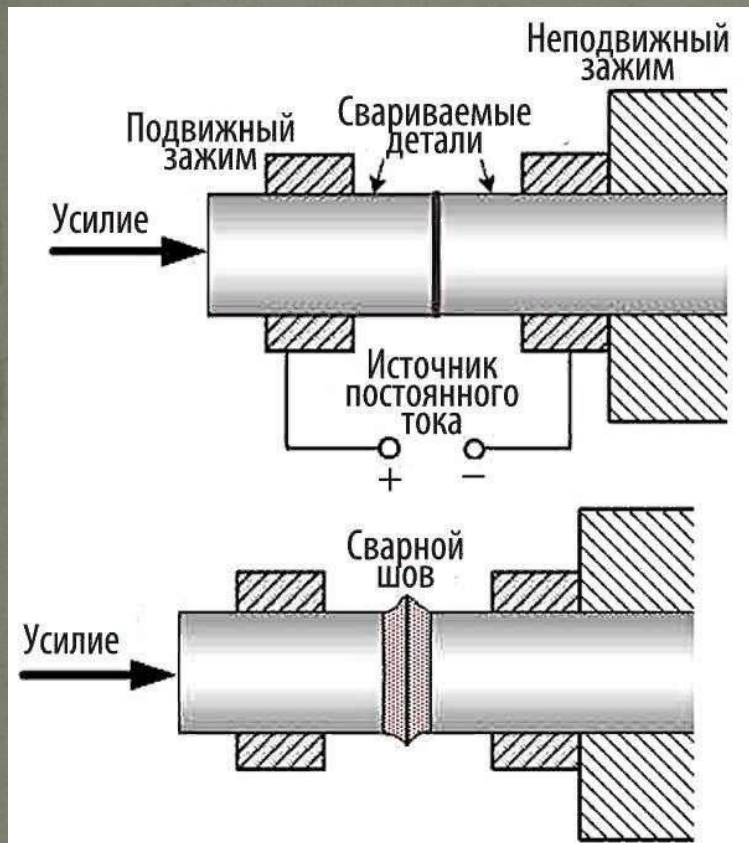 Неподвижный
зажим
Подвижный
зажим
Свариваемые
детали
Усилие
Источник
постоянного
тока
+ −
Сварной
шов
Усилие